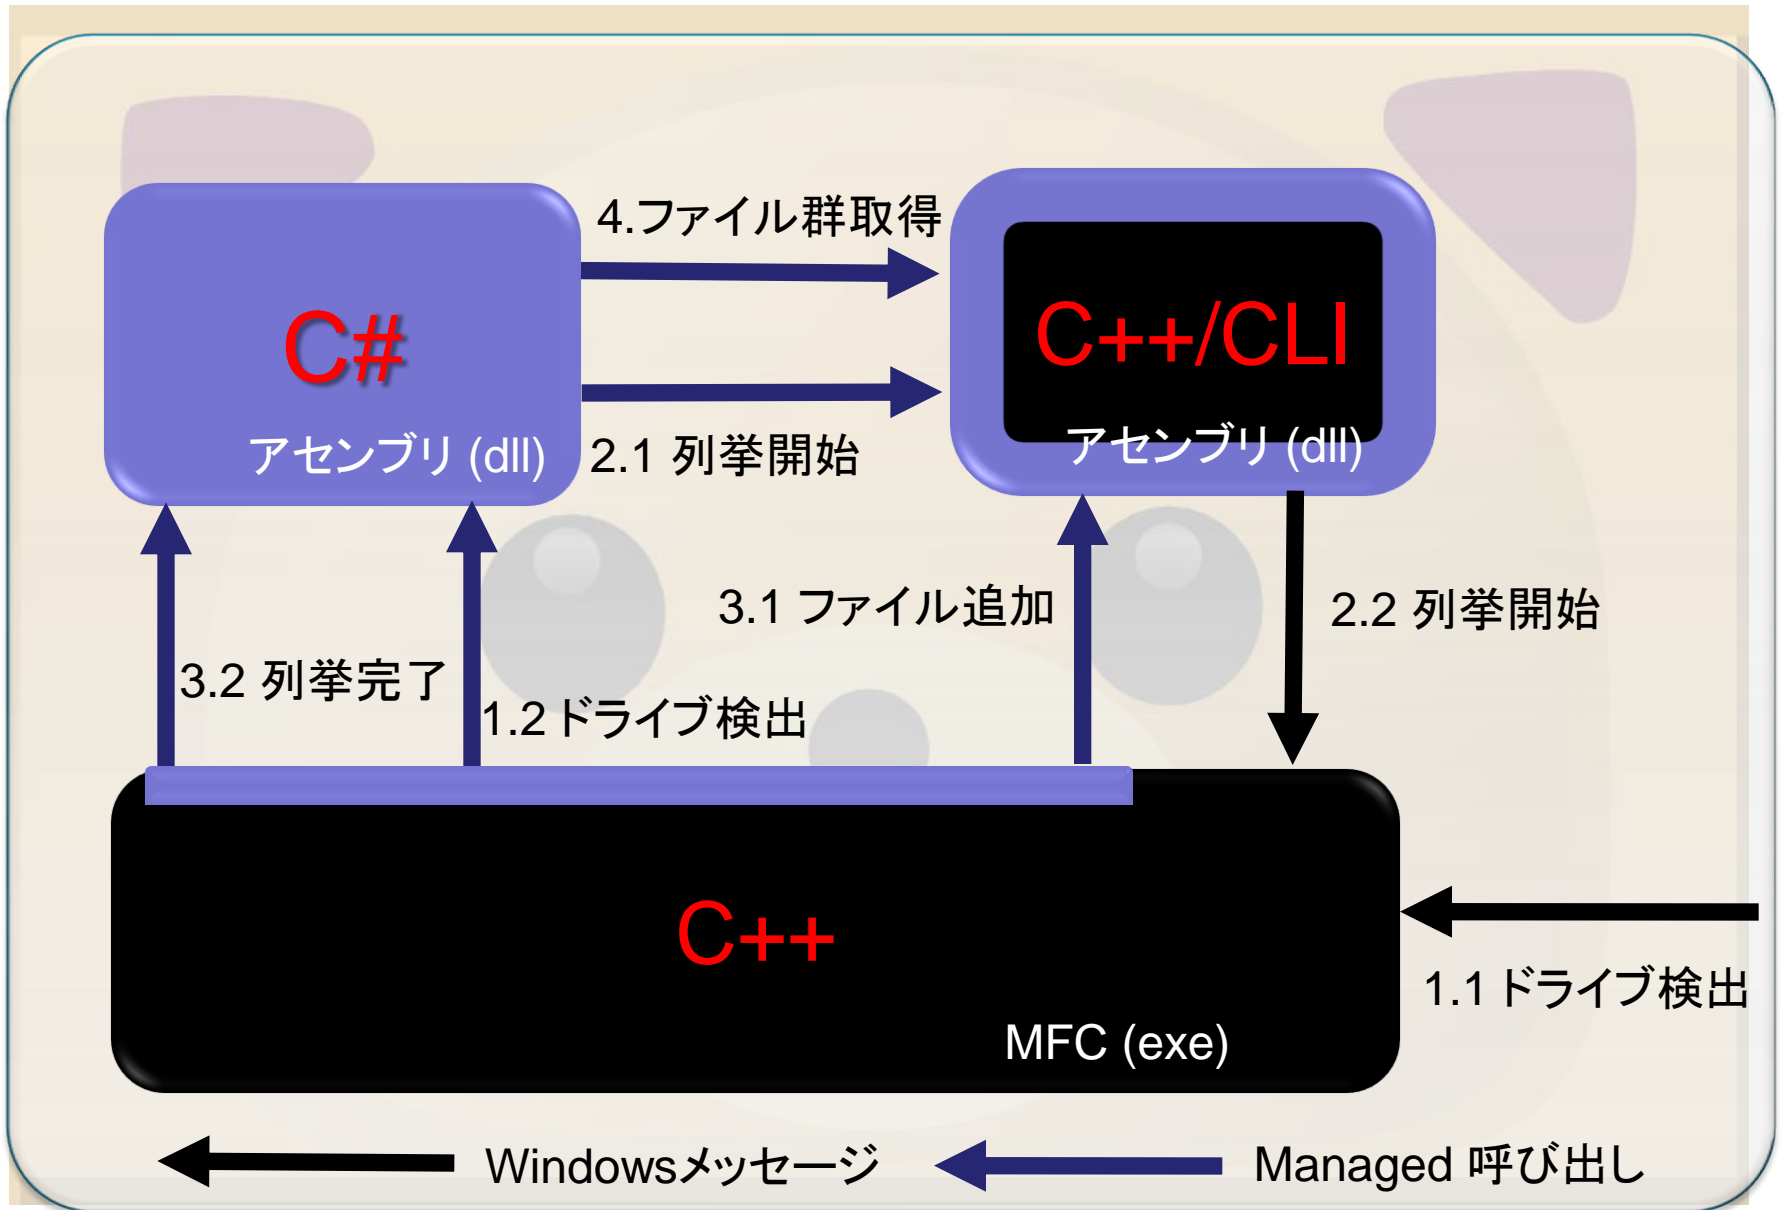 4.ファイル群取得
C#
C++/CLI
アセンブリ (dll)
2.1 列挙開始
アセンブリ (dll)
3.1 ファイル追加
2.2 列挙開始
3.2 列挙完了
1.2 ドライブ検出
C++
1.1 ドライブ検出
MFC (exe)
Windowsメッセージ
Managed 呼び出し